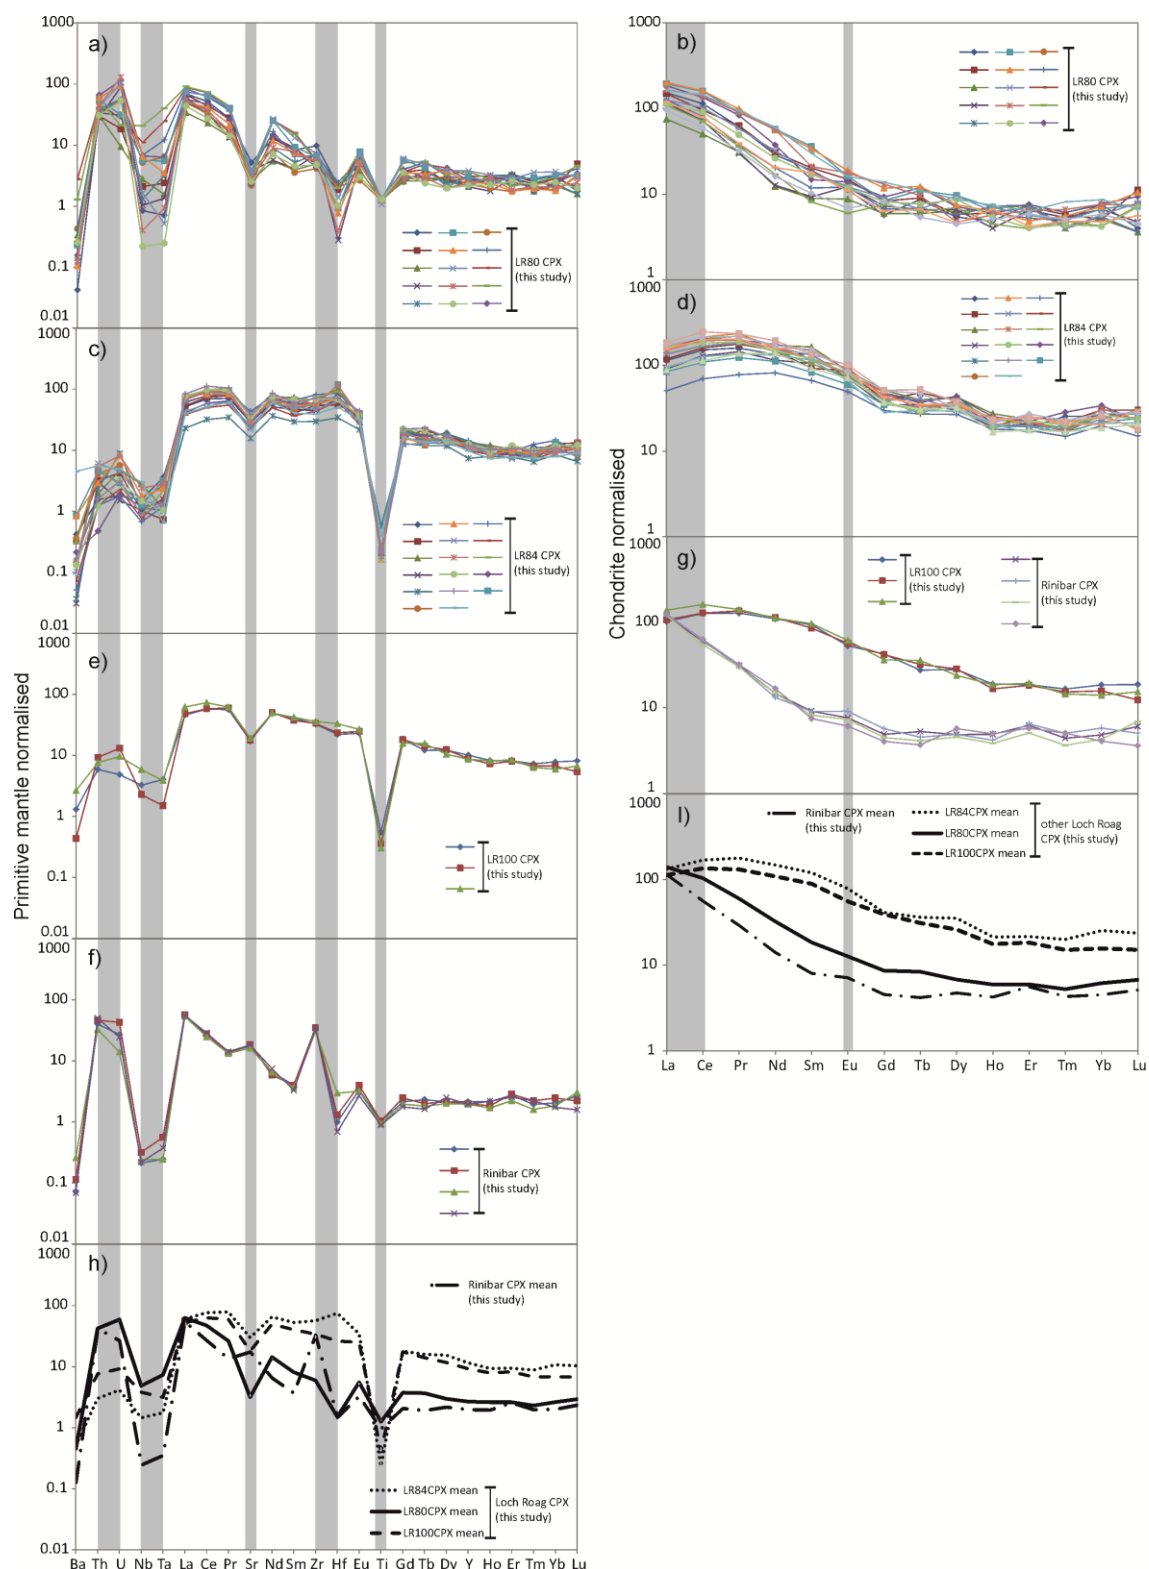 a)
1000
100
10
1
0.1
0.01
LR80 CPX
(this study)
b)
1000
100
10
1
LR80 CPX
(this study)
c)
1000
100
10
1
0.1
0.01
LR84 CPX
(this study)
d)
1000
100
10
1
LR84 CPX
(this study)
e)
1000
100
10
1
0.1
0.01
LR100 CPX
(this study)
g)
1000
100
10
1
LR100 CPX
(this study)
Rinibar CPX
(this study)
f)
100
10
1
0.1
0.01
Rinibar CPX
(this study)
l)
1000
100
10
1
Rinibar CPX mean
(this study)
LR84CPX mean
LR80CPX mean
LR100CPX mean
other Loch Roag
CPX (this study)
La Ce Pr Nd Sm Eu Gd Tb Dy Ho Er Tm Yb Lu
h)
1000
100
10
1
0.1
0.01
Rinibar CPX mean
(this study)
LR84CPX mean
LR80CPX mean
LR100CPX mean
Loch Roag CPX
(this study)
Ba Th U Nb Ta La Ce Pr Sr Nd Sm Zr Hf Eu Ti Gd Tb Dy Y Ho Er Tm Yb Lu
Primitive mantle normalised
Chondrite normalised